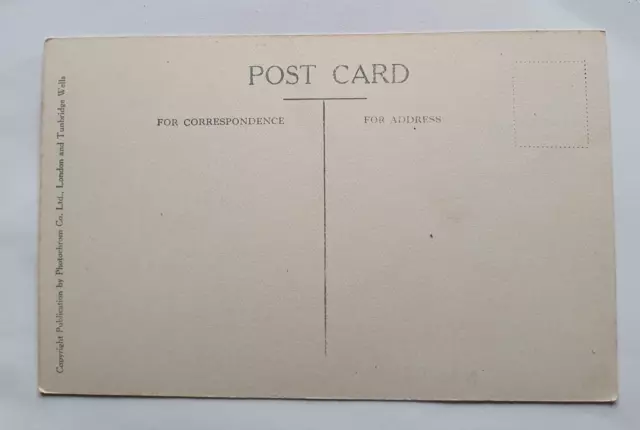 POST CARD
FOR CORRESPONDENCE
FOR ADDRESS
Copyright Publication by Photochrom Co. Ltd., London and Tunbridge Wells